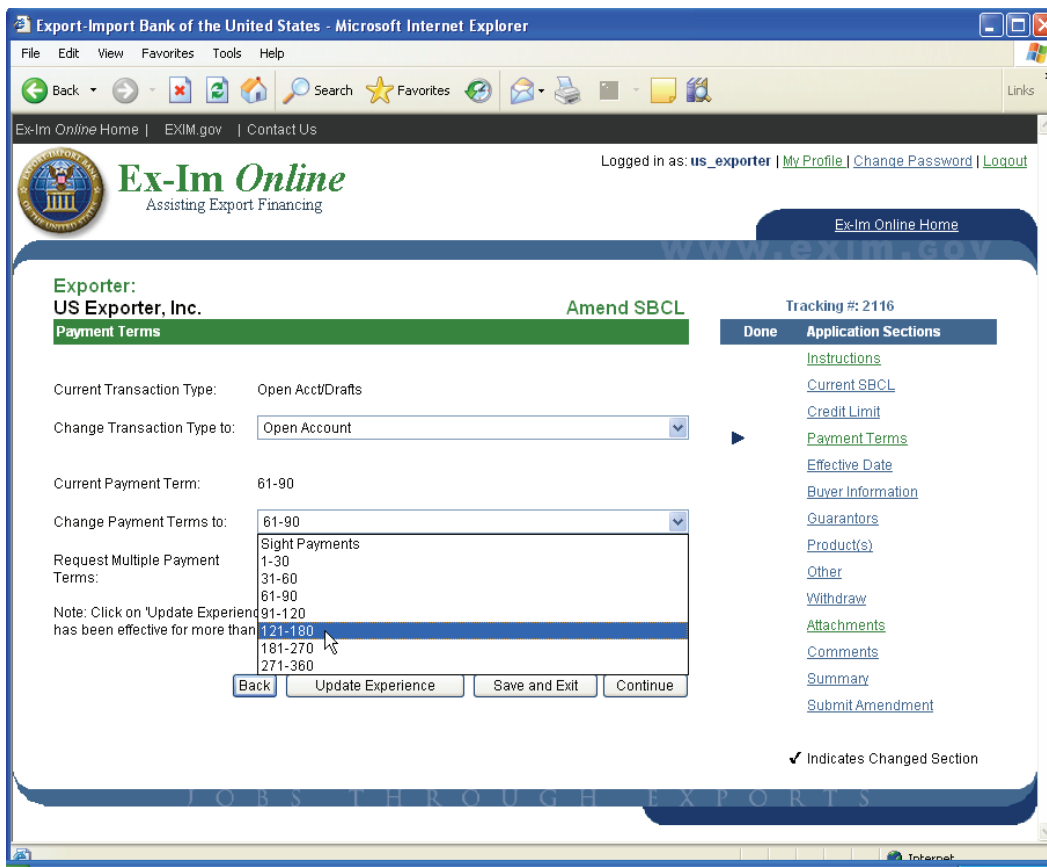 Export-Import Bank of the United States - Microsoft Internet Explorer
File Edit View Favorites Tools Help
Back Search Favorites Links
Ex-Im Online Home | EXIM.gov | Contact Us
Logged in as: us_exporter | My Profile | Change Password | Logout
Ex-Im Online
Assisting Export Financing
Ex-Im Online Home
www.exim.gov
Exporter:
US Exporter, Inc.
Amend SBCL
Payment Terms
Current Transaction Type: Open Acct/Drafts
Change Transaction Type to: Open Account
Current Payment Term: 61-90
Change Payment Terms to: 61-90
Sight Payments
1-30
31-60
61-90
91-120
121-180
181-270
271-360
Request Multiple Payment
Terms:
Note: Click on 'Update Experienc
has been effective for more than
Back Update Experience Save and Exit Continue
Tracking #: 2116
Done Application Sections
Instructions
Current SBCL
Credit Limit
Payment Terms
Effective Date
Buyer Information
Guarantors
Product(s)
Other
Withdraw
Attachments
Comments
Summary
Submit Amendment
✓ Indicates Changed Section
JOBS THROUGH EXPORTS
Internet